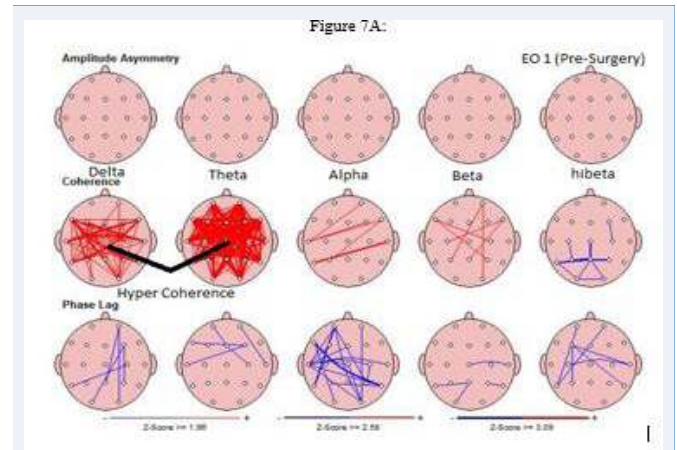 Figure 7A:
Amplitude Asymmetry EO 1 (Pre-Surgery)
Delta Theta Alpha Beta hibeta
Coherence
Hyper Coherence
Phase Lag
- + - + - +
Z-Score >= 1.96 Z-Score >= 2.58 Z-Score >= 3.09